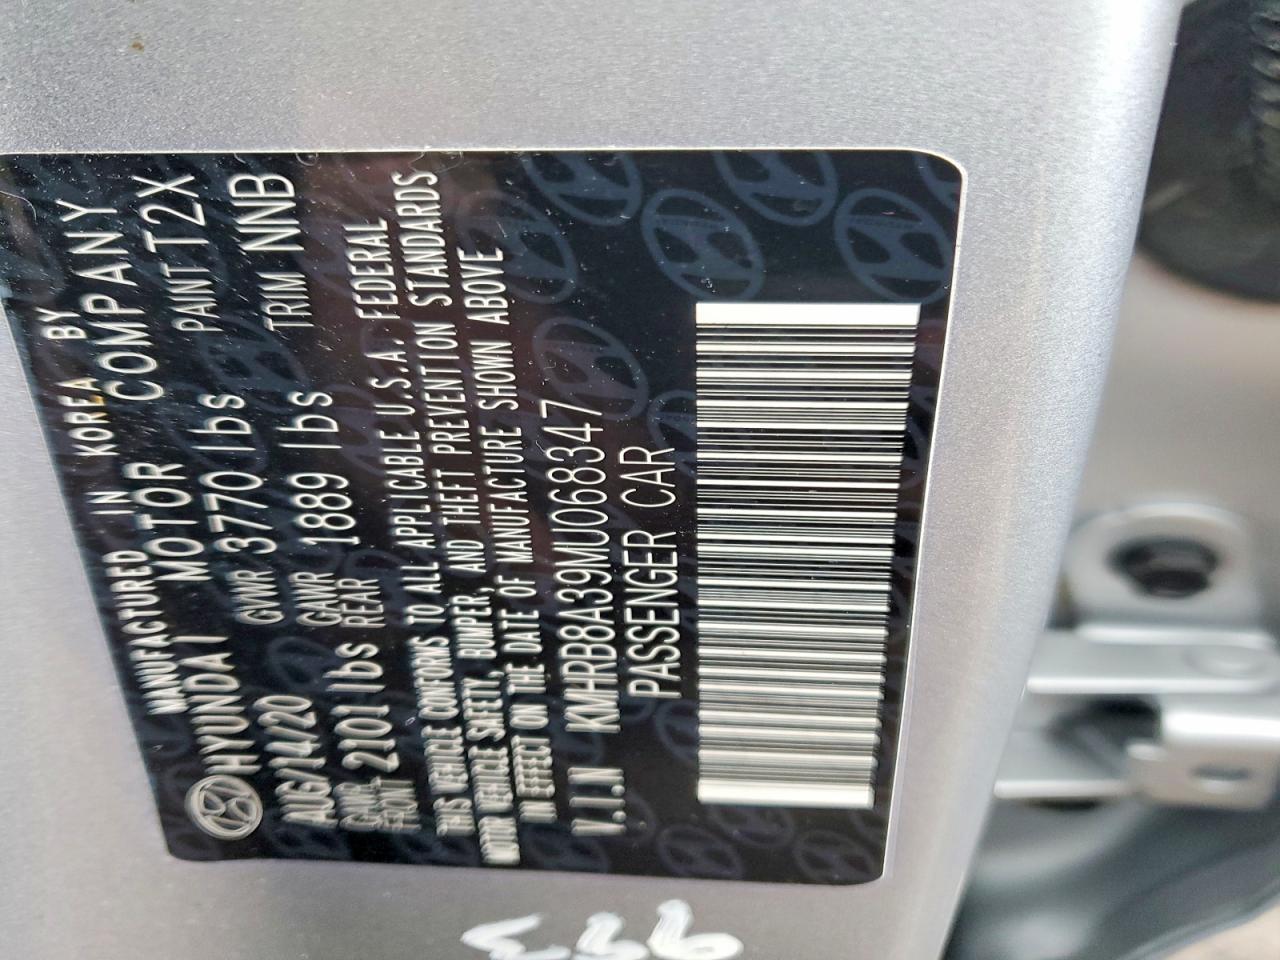 MANUFACTURED IN KOREA BY
HYUNDAI MOTOR COMPANY
AUG/14/20 GVWR 3770 lbs PAINT T2X
GAWR FRONT 2101 lbs GAWR REAR 1889 lbs TRIM NNB
THIS VEHICLE CONFORMS TO ALL APPLICABLE U.S.A. FEDERAL
MOTOR VEHICLE SAFETY, BUMPER, AND THEFT PREVENTION STANDARDS
IN EFFECT ON THE DATE OF MANUFACTURE SHOWN ABOVE
V.I.N KMHRB8A39MU068347
PASSENGER CAR